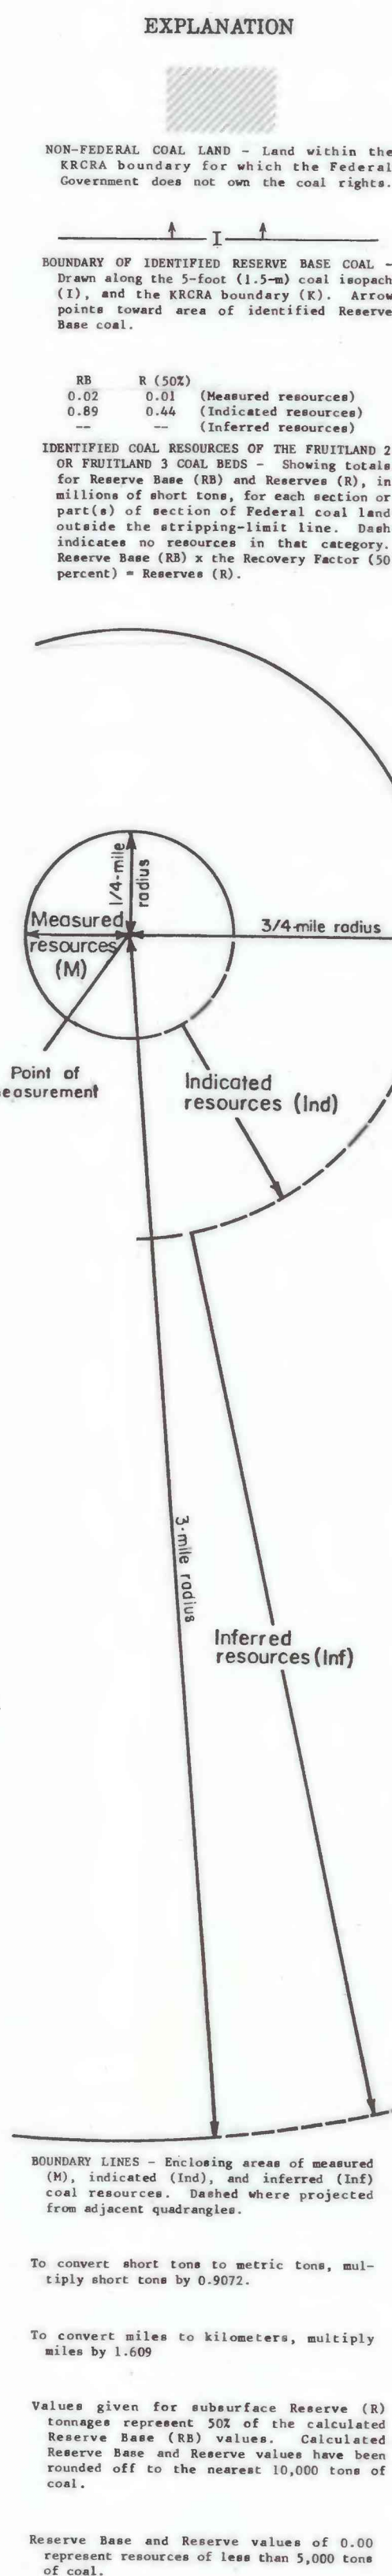 EXPLANATION
NON-FEDERAL COAL LAND - Land within the
KRCRA boundary for which the Federal
Government does not own the coal rights.
I
BOUNDARY OF IDENTIFIED RESERVE BASE COAL -
Drawn along the 5-foot (1.5-m) coal isopach
(I), and the KRCRA boundary (K). Arrow
points toward area of identified Reserve
Base coal.
RB R (50%)
0.02 0.01 (Measured resources)
0.89 0.44 (Indicated resources)
-- -- (Inferred resources)
IDENTIFIED COAL RESOURCES OF THE FRUITLAND 2
OR FRUITLAND 3 COAL BEDS - Showing totals
for Reserve Base (RB) and Reserves (R), in
millions of short tons, for each section or
part(s) of section of Federal coal land
outside the stripping-limit line. Dash
indicates no resources in that category.
Reserve Base (RB) x the Recovery Factor (50
percent) = Reserves (R).
1/4-mile
radius
Measured
resources
(M)
3/4-mile radius
Point of
measurement
Indicated
resources (Ind)
3-mile radius
Inferred
resources (Inf)
BOUNDARY LINES - Enclosing areas of measured
(M), indicated (Ind), and inferred (Inf)
coal resources. Dashed where projected
from adjacent quadrangles.
To convert short tons to metric tons, mul-
tiply short tons by 0.9072.
To convert miles to kilometers, multiply
miles by 1.609
Values given for subsurface Reserve (R)
tonnages represent 50% of the calculated
Reserve Base (RB) values. Calculated
Reserve Base and Reserve values have been
rounded off to the nearest 10,000 tons of
coal.
Reserve Base and Reserve values of 0.00
represent resources of less than 5,000 tons
of coal.